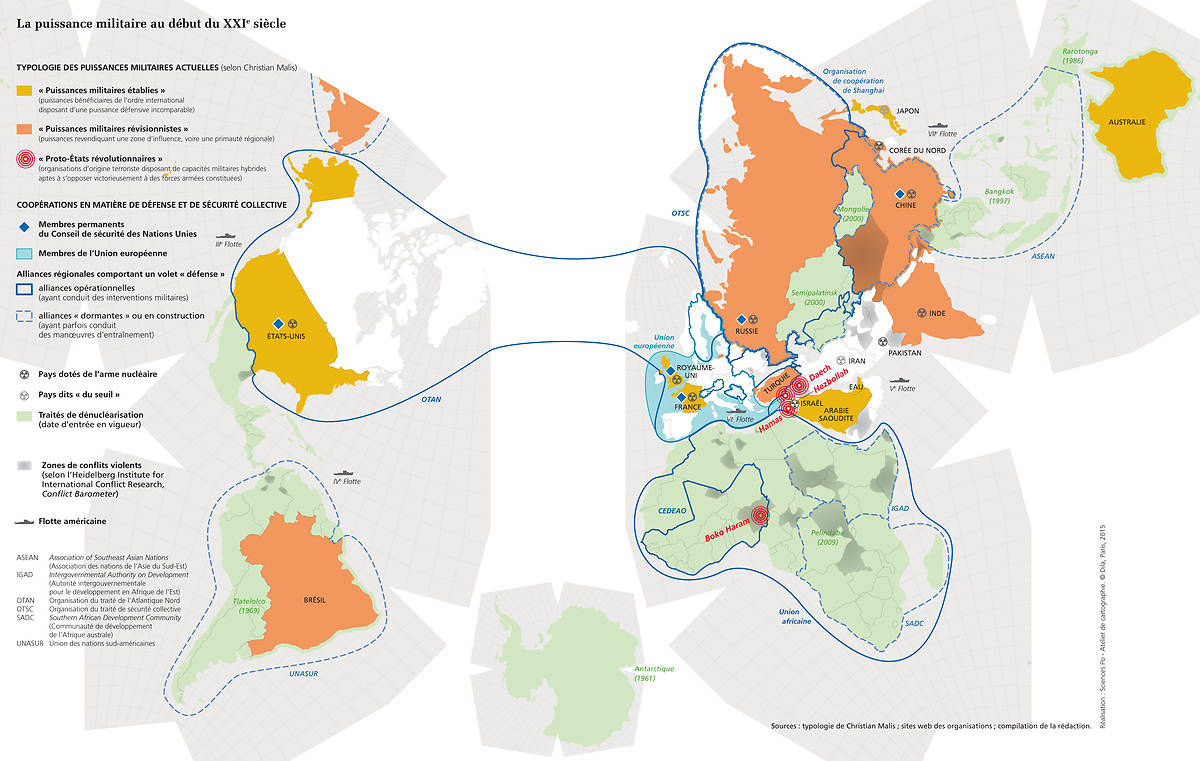 La puissance militaire au début du XXIe siècle
TYPOLOGIE DES PUISSANCES MILITAIRES ACTUELLES (selon Christian Malis)
« Puissances militaires établies »
(puissances bénéficiaires de l'ordre international
disposant d'une puissance défensive incomparable)
« Puissances militaires révisionnistes »
(puissances revendiquant une zone d'influence, voire une primauté régionale)
« Proto-États révolutionnaires »
(organisations d'origine terroriste disposant de capacités militaires hybrides
aptes à s'opposer victorieusement à des forces armées constituées)
COOPÉRATIONS EN MATIÈRE DE DÉFENSE ET DE SÉCURITÉ COLLECTIVE
Membres permanents
du Conseil de sécurité des Nations Unies
Membres de l'Union européenne
Alliances régionales comportant un volet « défense »
alliances opérationnelles
(ayant conduit des interventions militaires)
alliances « dormantes » ou en construction
(ayant parfois conduit
des manœuvres d'entraînement)
Pays dotés de l'arme nucléaire
Pays dits « du seuil »
Traités de dénucléarisation
(date d'entrée en vigueur)
Zones de conflits violents
(selon l'Heidelberg Institute for
International Conflict Research,
Conflict Barometer)
Flotte américaine
ASEAN Association of Southeast Asian Nations
(Association des nations de l'Asie du Sud-Est)
IGAD Intergovernmental Authority on Development
(Autorité intergouvernementale
pour le développement en Afrique de l'Est)
OTAN Organisation du traité de l'Atlantique Nord
OTSC Organisation du traité de sécurité collective
SADC Southern African Development Community
(Communauté de développement
de l'Afrique australe)
UNASUR Union des nations sud-américaines
IIIe Flotte
ÉTATS-UNIS
OTAN
IVe Flotte
BRÉSIL
Tlatelolco
(1969)
UNASUR
Antarctique
(1961)
Organisation
de coopération
de Shanghai
JAPON
VIIe Flotte
CORÉE DU NORD
Rarotonga
(1986)
AUSTRALIE
OTSC
Mongolie
(2000)
CHINE
Bangkok
(1997)
ASEAN
Semipalatinsk
(2000)
RUSSIE
INDE
PAKISTAN
IRAN
Union
européenne
ROYAUME-
UNI
FRANCE
TURQUIE
Daech
Hezbollah
ISRAËL
EAU
ARABIE
SAOUDITE
Ve Flotte
VIe Flotte
Hamas
CEDEAO
Boko Haram
Pelindaba
(2009)
IGAD
SADC
Union
africaine
Sources : typologie de Christian Malis ; sites web des organisations ; compilation de la rédaction.
Réalisation : Sciences Po - Atelier de cartographie. © Dila, Paris, 2015